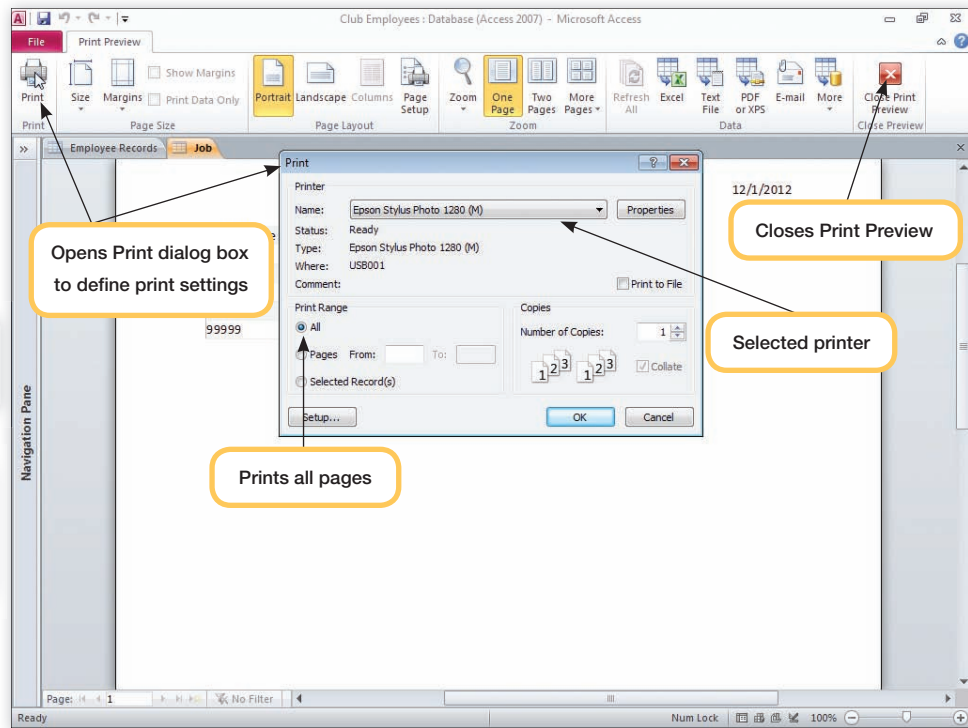 Club Employees : Database (Access 2007) - Microsoft Access
File
Print Preview
Print
Size
Margins
Show Margins
Print Data Only
Portrait
Landscape
Columns
Page Setup
Zoom
One Page
Two Pages
More Pages
Refresh All
Excel
Text File
PDF or XPS
E-mail
More
Close Print Preview
Print
Page Size
Page Layout
Zoom
Data
Close Preview
Employee Records
Job
12/1/2012
Print
Printer
Name: Epson Stylus Photo 1280 (M)
Properties
Status: Ready
Type: Epson Stylus Photo 1280 (M)
Where: USB001
Comment:
Print to File
Print Range
All
Pages From: To:
Selected Record(s)
Copies
Number of Copies: 1
1 2 3 1 2 3
Collate
Setup...
OK
Cancel
Opens Print dialog box
to define print settings
Closes Print Preview
Selected printer
99999
Prints all pages
Navigation Pane
Page: 1
No Filter
Ready
Num Lock
100%